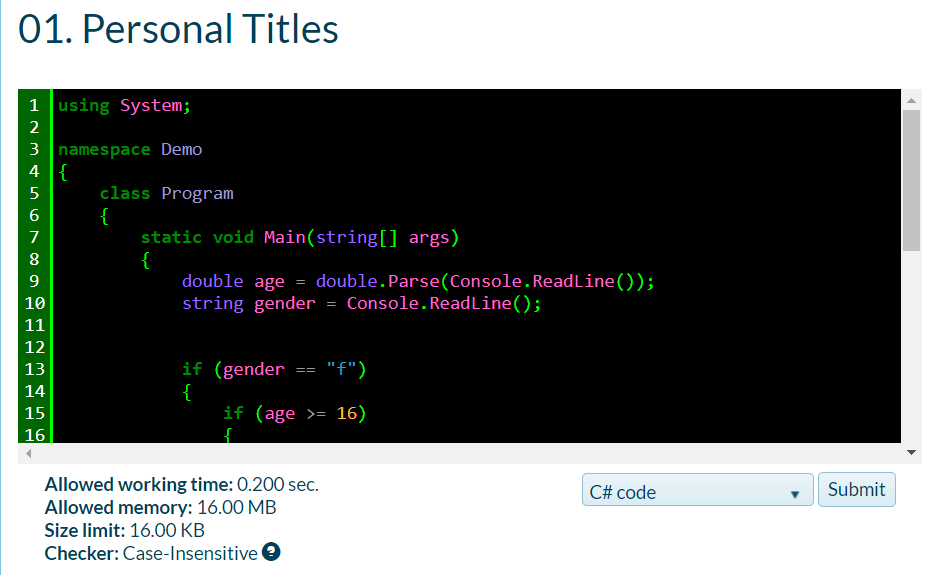 01. Personal Titles
1 using System;
2
3 namespace Demo
4 {
5 class Program
6 {
7 static void Main(string[] args)
8 {
9 double age = double.Parse(Console.ReadLine());
10 string gender = Console.ReadLine();
11
12
13 if (gender == "f")
14 {
15 if (age >= 16)
16 {
Allowed working time: 0.200 sec.
Allowed memory: 16.00 MB
Size limit: 16.00 KB
Checker: Case-Insensitive ?
C# code
Submit